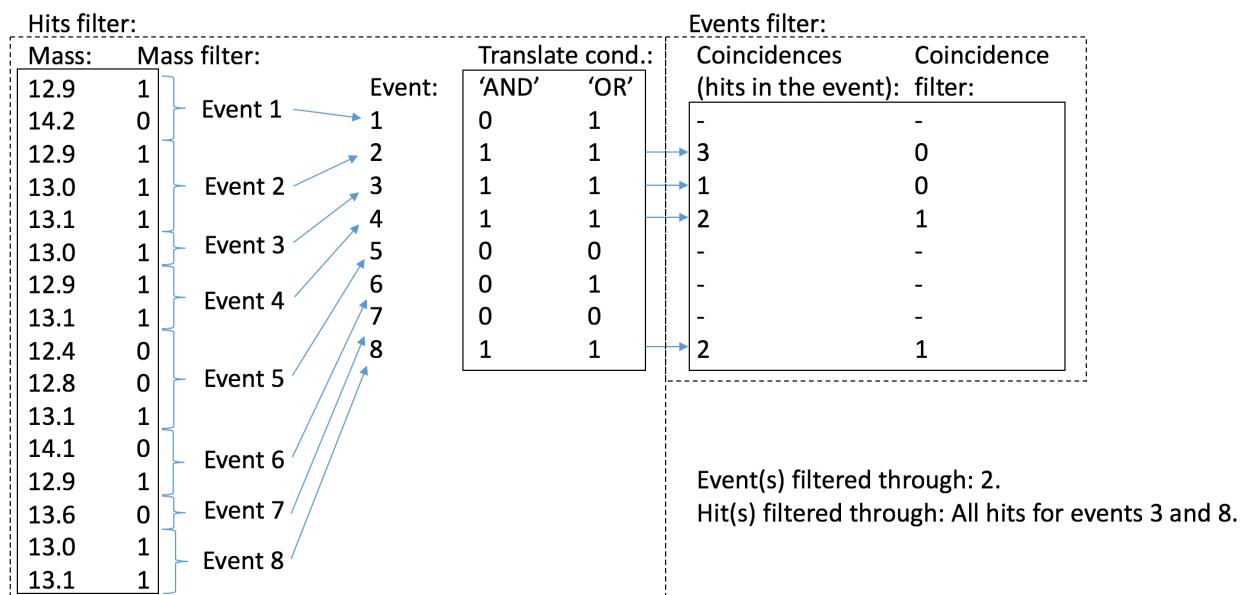 Hits filter: Events filter:
Mass: Mass filter: Translate cond.: Coincidences Coincidence
Event: ‘AND’ ‘OR’ (hits in the event): filter:
12.9 1
14.2 0
12.9 1
13.0 1
13.1 1
13.0 1
12.9 1
13.1 1
12.4 0
12.8 0
13.1 1
14.1 0
12.9 1
13.6 0
13.0 1
13.1 1
Event 1
Event 2
Event 3
Event 4
Event 5
Event 6
Event 7
Event 8
1 0 1 - -
2 1 1 3 0
3 1 1 1 0
4 1 1 2 1
5 0 0 - -
6 0 1 - -
7 0 0 - -
8 1 1 2 1
Event(s) filtered through: 2.
Hit(s) filtered through: All hits for events 3 and 8.